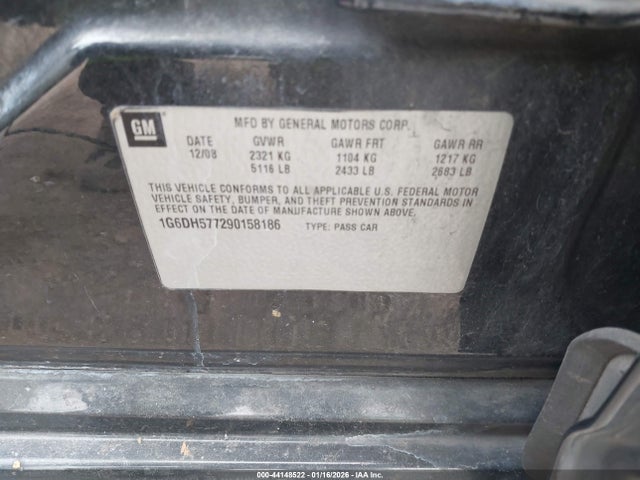 GM
MFD BY GENERAL MOTORS CORP.
DATE GVWR GAWR FRT GAWR RR
12/08 2321 KG 1104 KG 1217 KG
5116 LB 2433 LB 2683 LB
THIS VEHICLE CONFORMS TO ALL APPLICABLE U.S. FEDERAL MOTOR
VEHICLE SAFETY, BUMPER, AND THEFT PREVENTION STANDARDS IN
EFFECT ON THE DATE OF MANUFACTURE SHOWN ABOVE.
1G6DH577290158186 TYPE: PASS CAR
© 44148522 - 01/16/2026 - © IAA Inc.